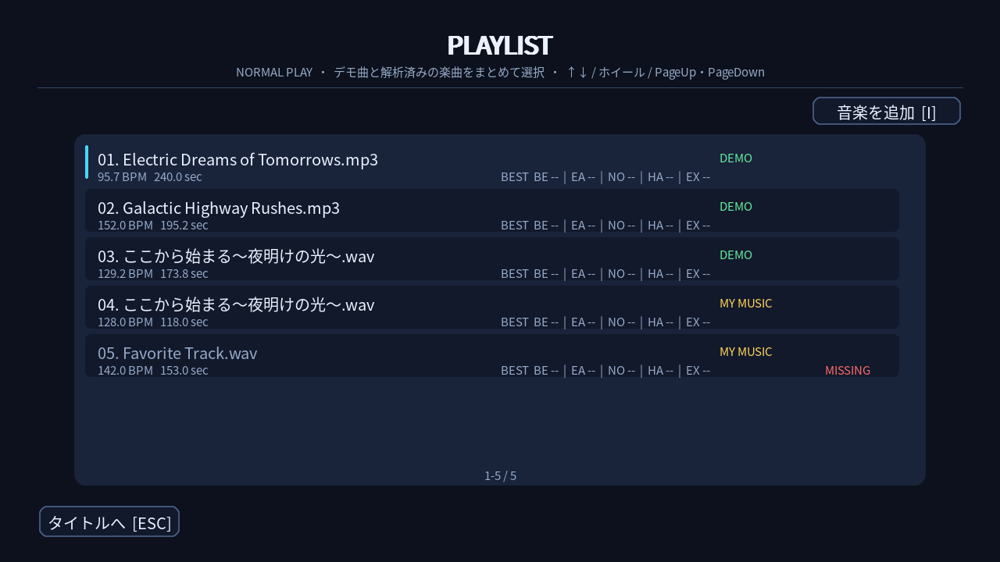 PLAYLIST
NORMAL PLAY ・ デモ曲と解析済みの楽曲をまとめて選択 ・ ↑↓ / ホイール / PageUp・PageDown
音楽を追加 [I]
01. Electric Dreams of Tomorrows.mp3 DEMO
95.7 BPM 240.0 sec BEST BE -- | EA -- | NO -- | HA -- | EX --
02. Galactic Highway Rushes.mp3 DEMO
152.0 BPM 195.2 sec BEST BE -- | EA -- | NO -- | HA -- | EX --
03. ここから始まる～夜明けの光～.wav DEMO
129.2 BPM 173.8 sec BEST BE -- | EA -- | NO -- | HA -- | EX --
04. ここから始まる～夜明けの光～.wav MY MUSIC
128.0 BPM 118.0 sec BEST BE -- | EA -- | NO -- | HA -- | EX --
05. Favorite Track.wav MY MUSIC
142.0 BPM 153.0 sec BEST BE -- | EA -- | NO -- | HA -- | EX -- MISSING
1-5 / 5
タイトルへ [ESC]